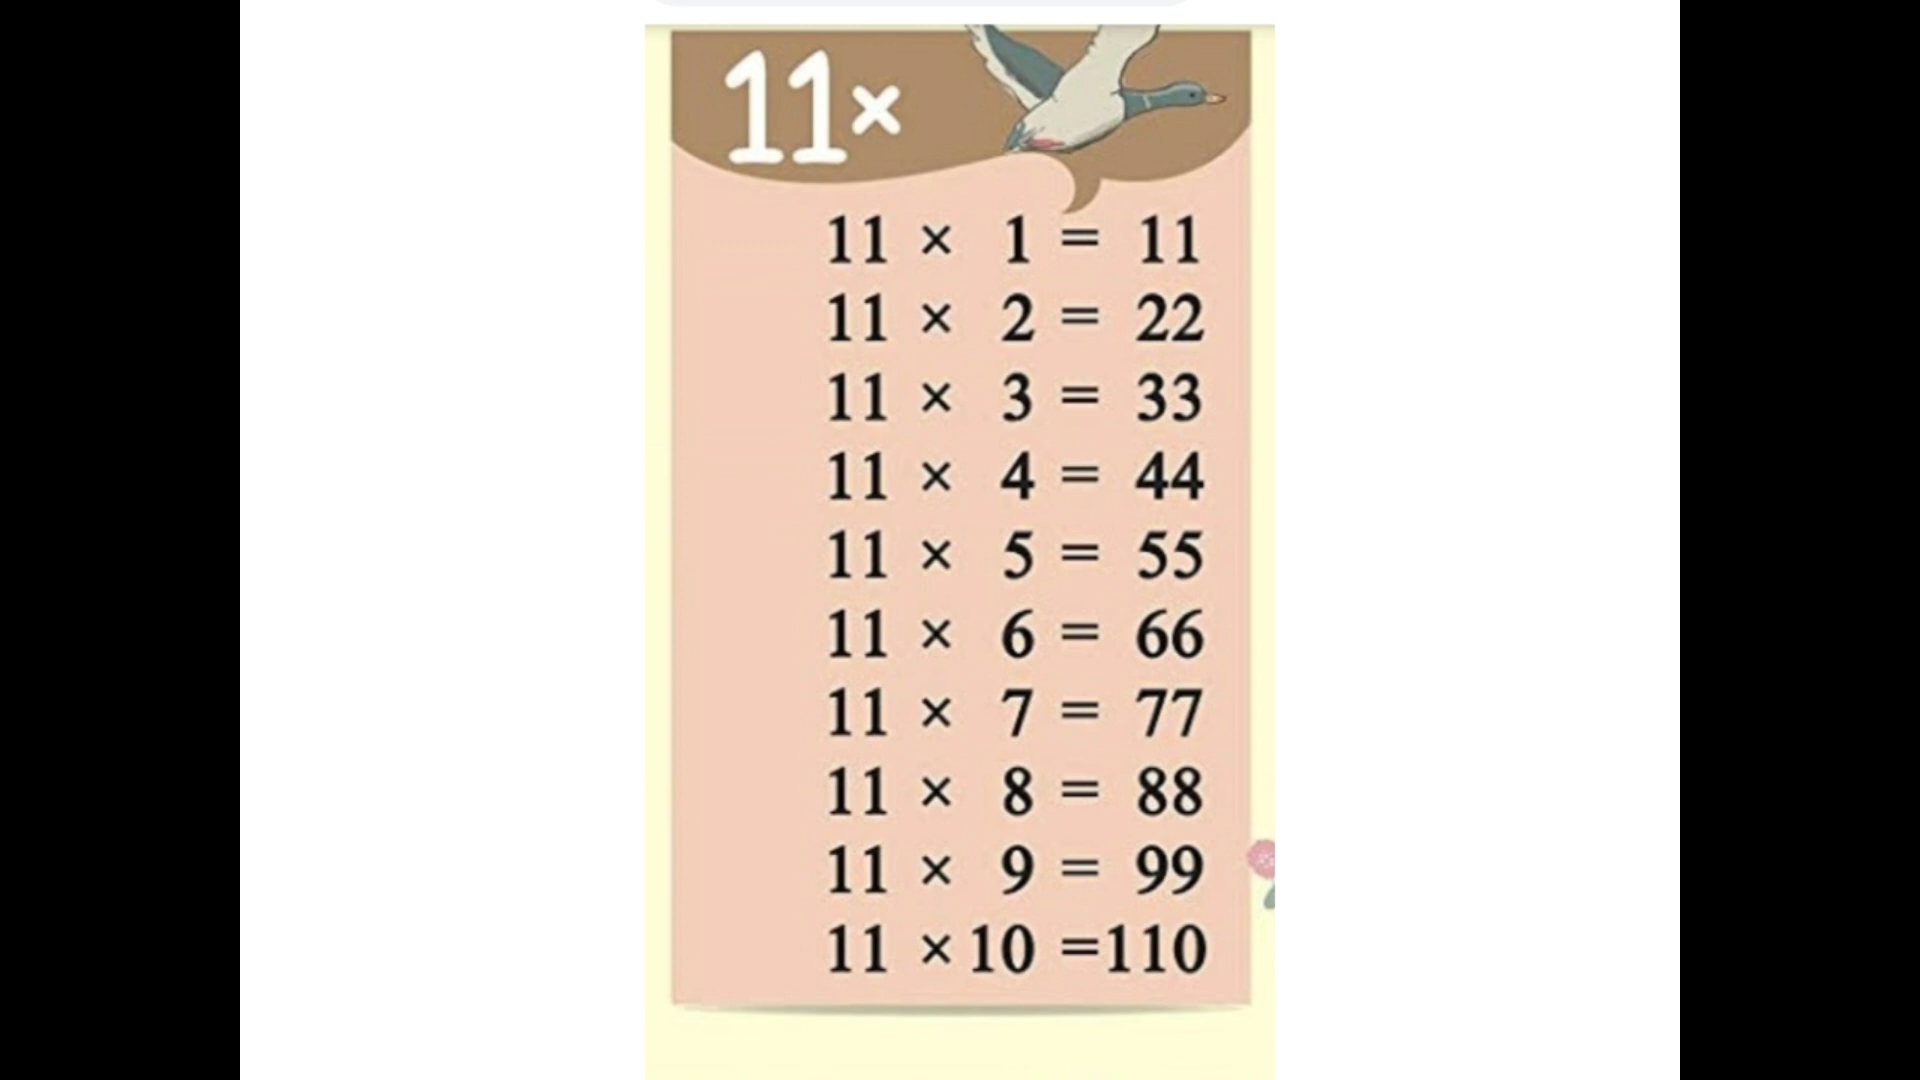 11×
11 × 1 = 11
11 × 2 = 22
11 × 3 = 33
11 × 4 = 44
11 × 5 = 55
11 × 6 = 66
11 × 7 = 77
11 × 8 = 88
11 × 9 = 99
11 × 10 = 110